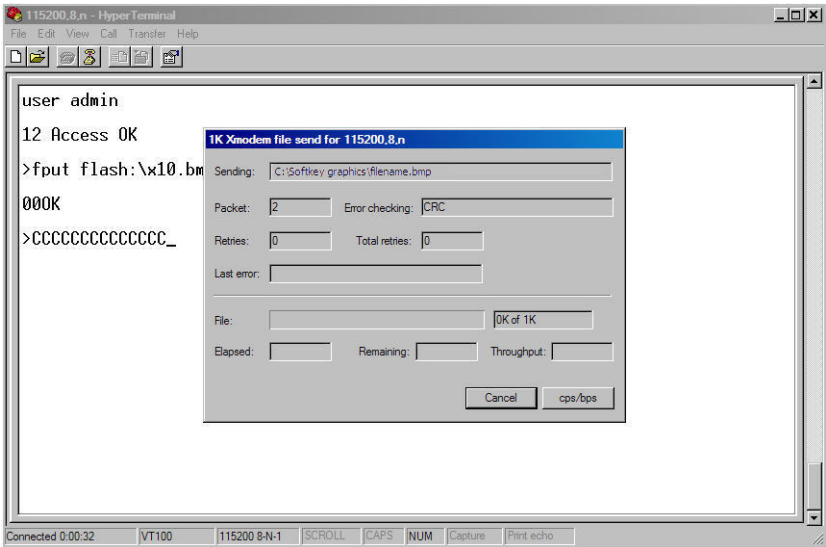 115200,8,n - HyperTerminal
File Edit View Call Transfer Help
user admin
12 Access OK
>fput flash:\x10.bm
00OK
>CCCCCCCCCCCCCC_
1K Xmodem file send for 115200,8,n
Sending: C:\Softkey graphics\filename.bmp
Packet: 2 Error checking: CRC
Retries: 0 Total retries: 0
Last error:
File: 0K of 1K
Elapsed: Remaining: Throughput:
Cancel cps/bps
Connected 0:00:32 VT100 115200 8-N-1 SCROLL CAPS NUM Capture Print echo